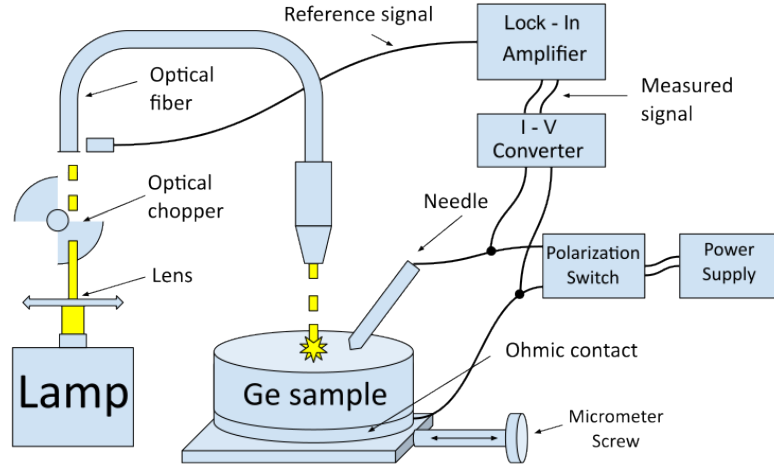 Reference signal
Lock - In
Amplifier
Optical
fiber
Measured
signal
I - V
Converter
Optical
chopper
Needle
Lens
Polarization
Switch
Power
Supply
Lamp
Ge sample
Ohmic contact
Micrometer
Screw